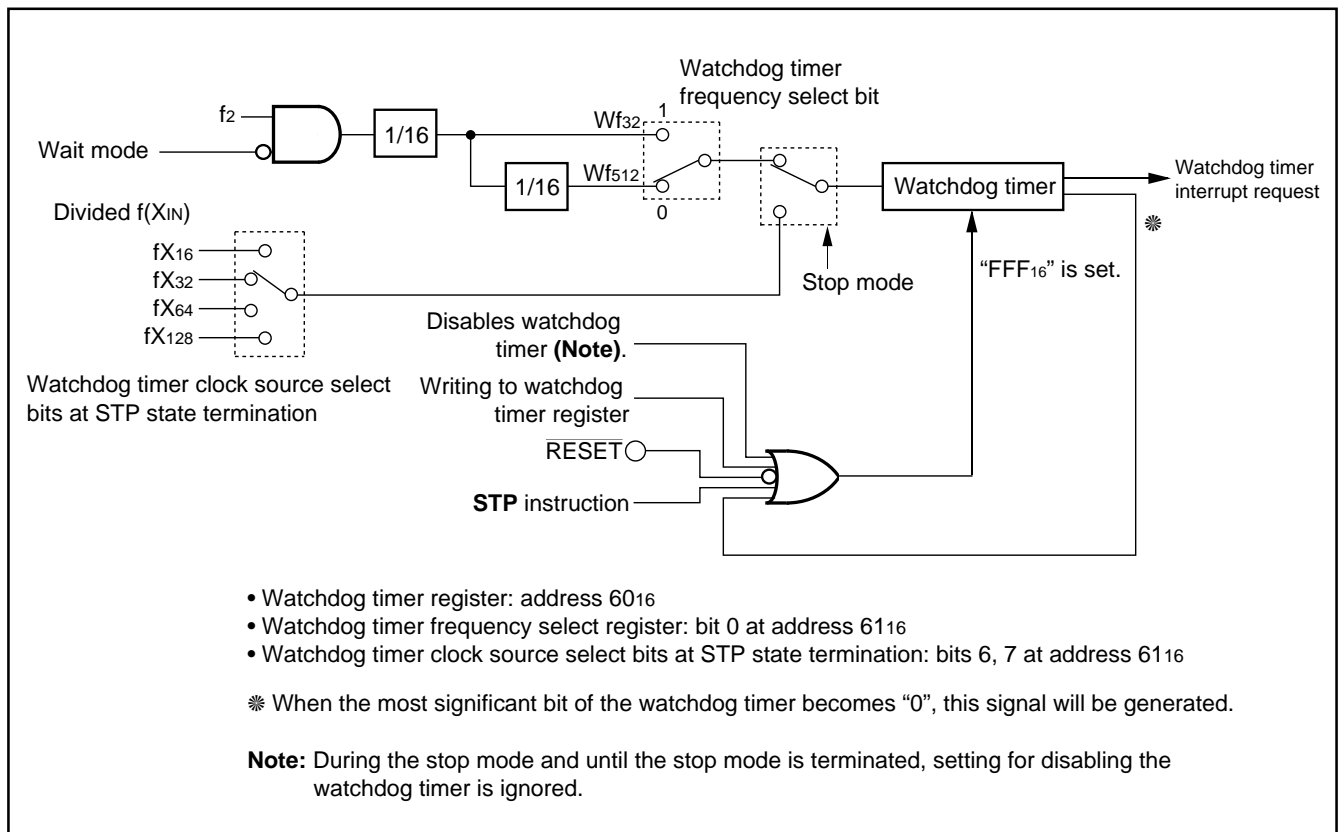 Watchdog timer
frequency select bit
f2
1
Wf32
1/16
Wait mode
1/16
Wf512
0
Watchdog timer
Watchdog timer
interrupt request
※
Divided f(XIN)
fX16
fX32
fX64
fX128
Stop mode
“FFF16” is set.
Disables watchdog
timer (Note).
Watchdog timer clock source select
bits at STP state termination
Writing to watchdog
timer register
RESET
STP instruction
• Watchdog timer register: address 6016
• Watchdog timer frequency select register: bit 0 at address 6116
• Watchdog timer clock source select bits at STP state termination: bits 6, 7 at address 6116
※ When the most significant bit of the watchdog timer becomes “0”, this signal will be generated.
Note: During the stop mode and until the stop mode is terminated, setting for disabling the
watchdog timer is ignored.